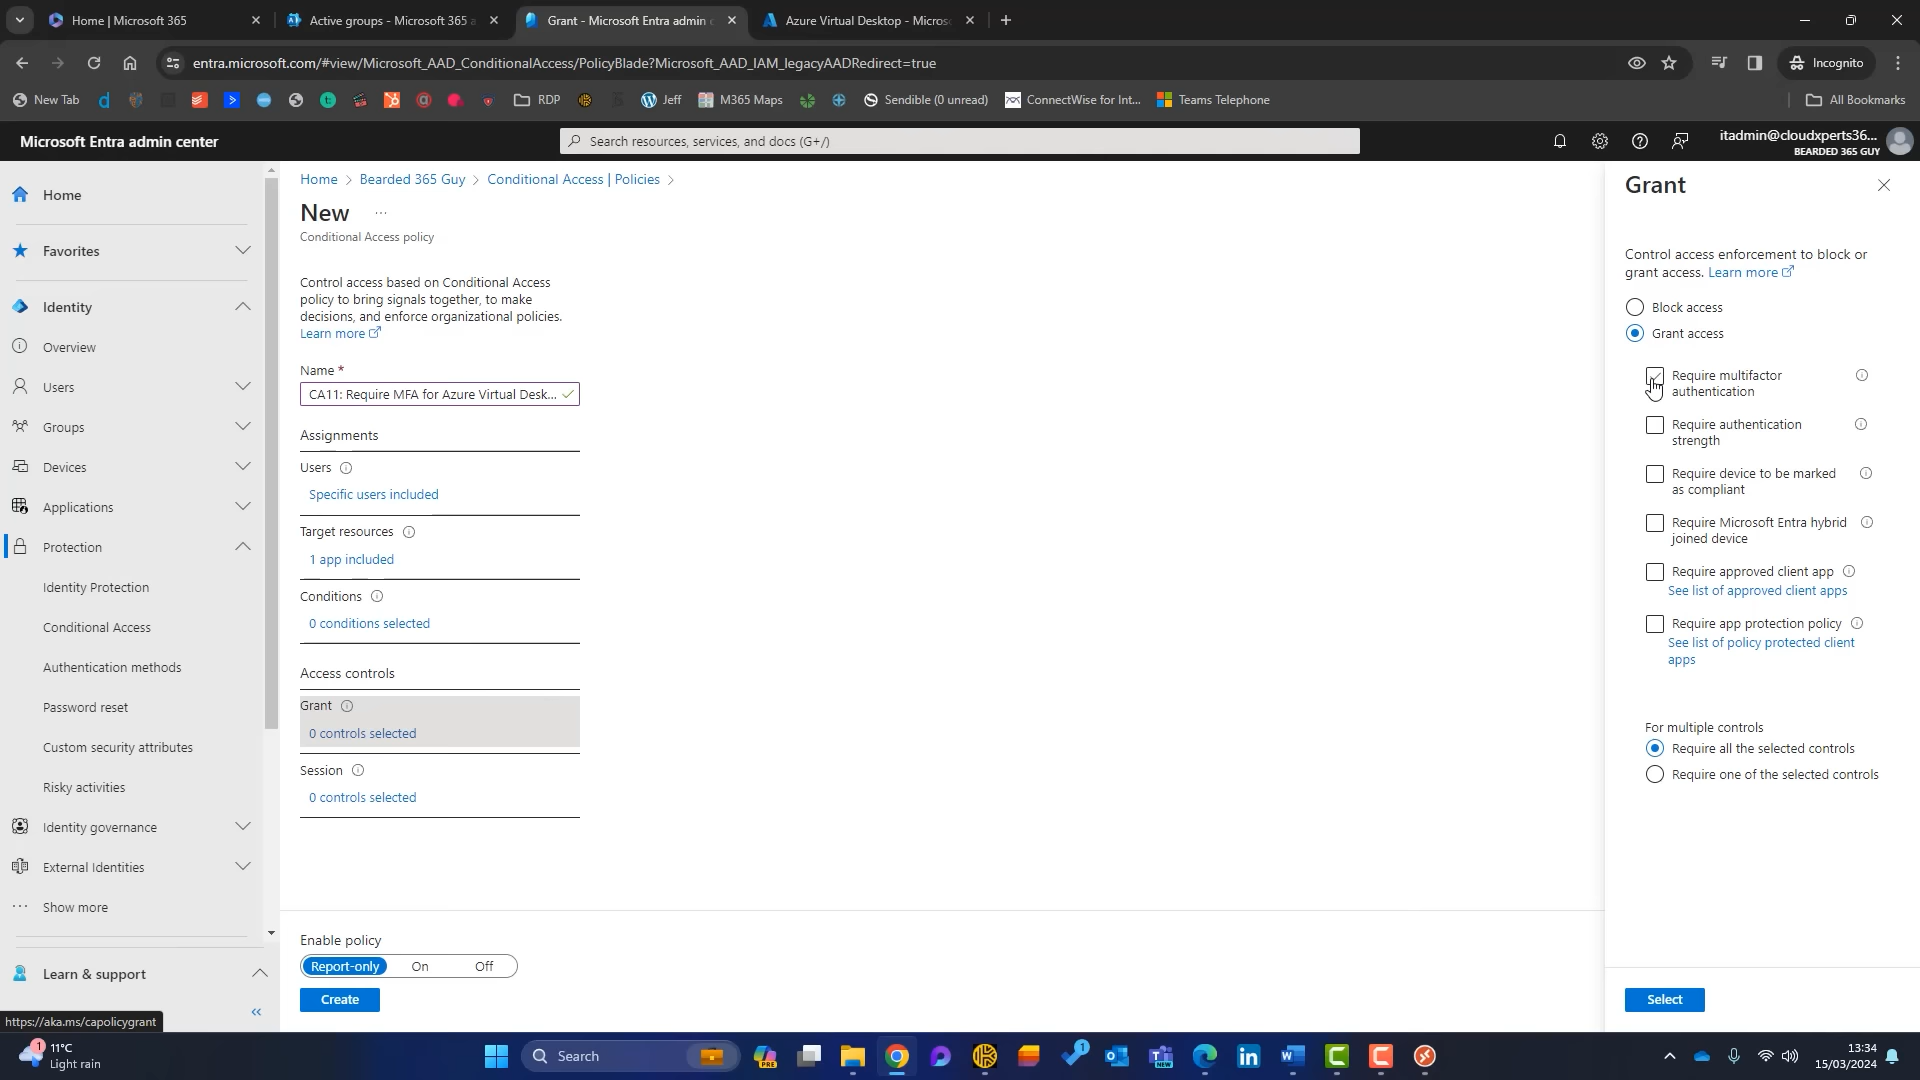 Home | Microsoft 365
Active groups - Microsoft 365 a
Grant - Microsoft Entra admin c
Azure Virtual Desktop - Micros
entra.microsoft.com/#view/Microsoft_AAD_ConditionalAccess/PolicyBlade?Microsoft_AAD_IAM_legacyAADRedirect=true
Incognito
New Tab
RDP
Jeff
M365 Maps
Sendible (0 unread)
ConnectWise for Int...
Teams Telephone
All Bookmarks
Microsoft Entra admin center
Search resources, services, and docs (G+/)
itadmin@cloudxperts36...
BEARDED 365 GUY
Home
Favorites
Identity
Overview
Users
Groups
Devices
Applications
Protection
Identity Protection
Conditional Access
Authentication methods
Password reset
Custom security attributes
Risky activities
Identity governance
External Identities
Show more
Learn & support
https://aka.ms/capolicygrant
Home > Bearded 365 Guy > Conditional Access | Policies >
New ...
Conditional Access policy
Control access based on Conditional Access
policy to bring signals together, to make
decisions, and enforce organizational policies.
Learn more
Name *
CA11: Require MFA for Azure Virtual Desk...
Assignments
Users
Specific users included
Target resources
1 app included
Conditions
0 conditions selected
Access controls
Grant
0 controls selected
Session
0 controls selected
Enable policy
Report-only On Off
Create
Grant
Control access enforcement to block or
grant access. Learn more
Block access
Grant access
Require multifactor
authentication
Require authentication
strength
Require device to be marked
as compliant
Require Microsoft Entra hybrid
joined device
Require approved client app
See list of approved client apps
Require app protection policy
See list of policy protected client
apps
For multiple controls
Require all the selected controls
Require one of the selected controls
Select
1
11°C
Light rain
Search
PRE
1
NEW
13:34
15/03/2024